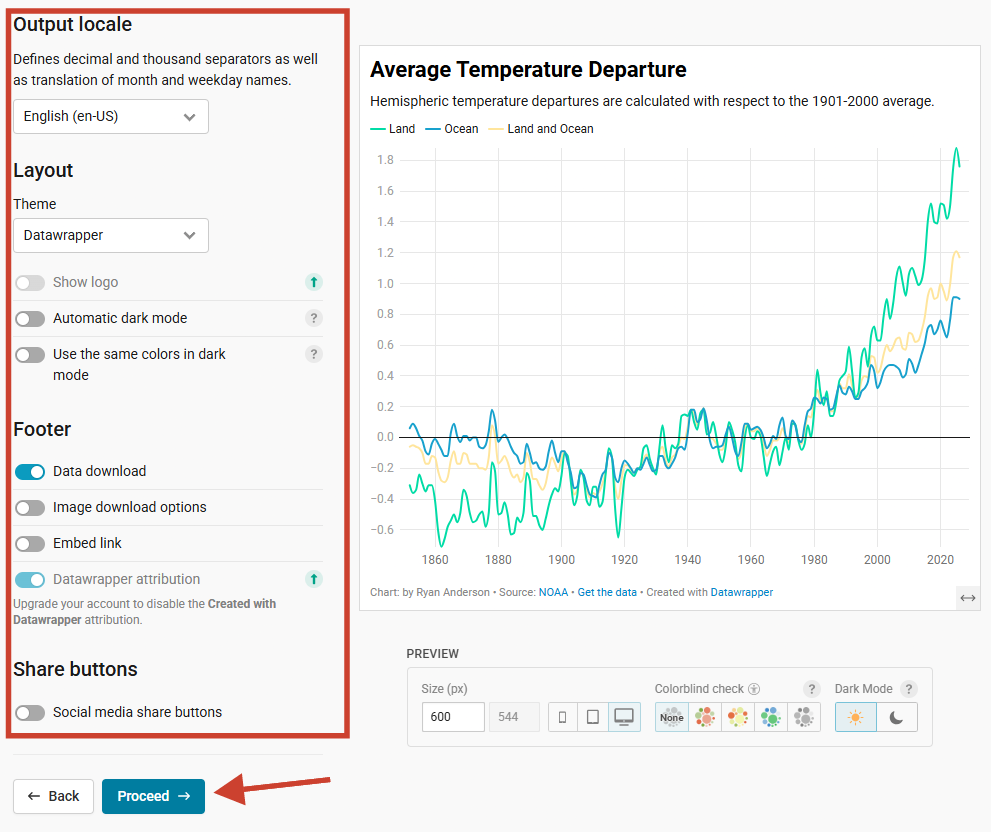 Output locale
Defines decimal and thousand separators as well
as translation of month and weekday names.
English (en-US)
Layout
Theme
Datawrapper
Show logo
Automatic dark mode
?
Use the same colors in dark
mode
?
Footer
Data download
Image download options
Embed link
Datawrapper attribution
Upgrade your account to disable the Created with
Datawrapper attribution.
Share buttons
Social media share buttons
← Back
Proceed →
Average Temperature Departure
Hemispheric temperature departures are calculated with respect to the 1901-2000 average.
Land Ocean Land and Ocean
1.8
1.6
1.4
1.2
1.0
0.8
0.6
0.4
0.2
0.0
−0.2
−0.4
−0.6
1860 1880 1900 1920 1940 1960 1980 2000 2020
Chart: by Ryan Anderson • Source: NOAA • Get the data • Created with Datawrapper
PREVIEW
Size (px) Colorblind check ? Dark Mode ?
600 544 None